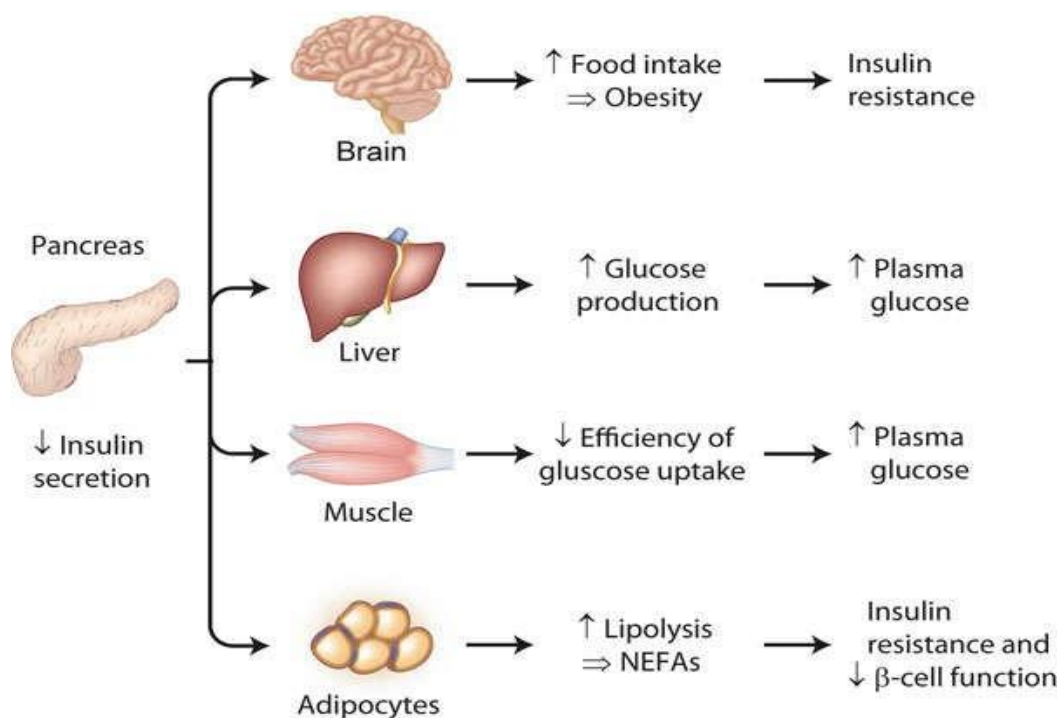 Pancreas
↓ Insulin
secretion
Brain
↑ Food intake
⇒ Obesity
Insulin
resistance
Liver
↑ Glucose
production
↑ Plasma
glucose
Muscle
↓ Efficiency of
gluscose uptake
↑ Plasma
glucose
Adipocytes
↑ Lipolysis
⇒ NEFAs
Insulin
resistance and
↓ β-cell function